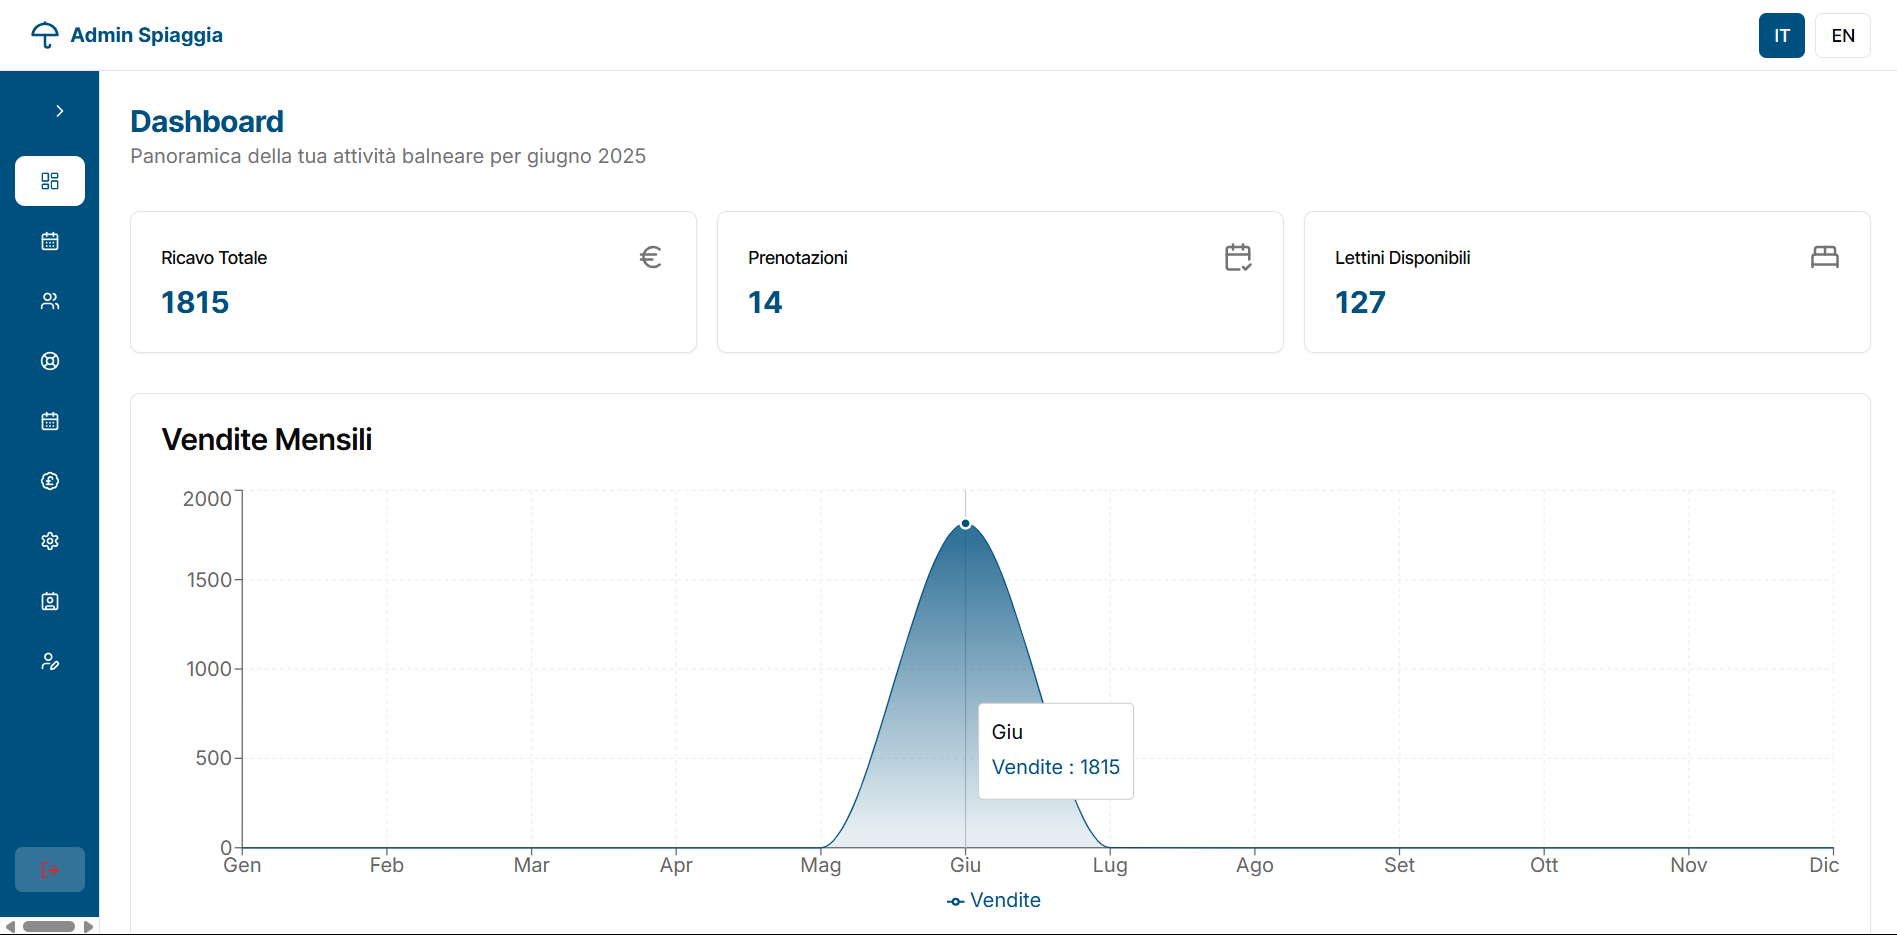 Admin Spiaggia
IT
EN
Dashboard
Panoramica della tua attività balneare per giugno 2025
Ricavo Totale
€
1815
Prenotazioni
14
Lettini Disponibili
127
Vendite Mensili
2000
1500
1000
500
0
Giu
Vendite : 1815
Gen Feb Mar Apr Mag Giu Lug Ago Set Ott Nov Dic
Vendite